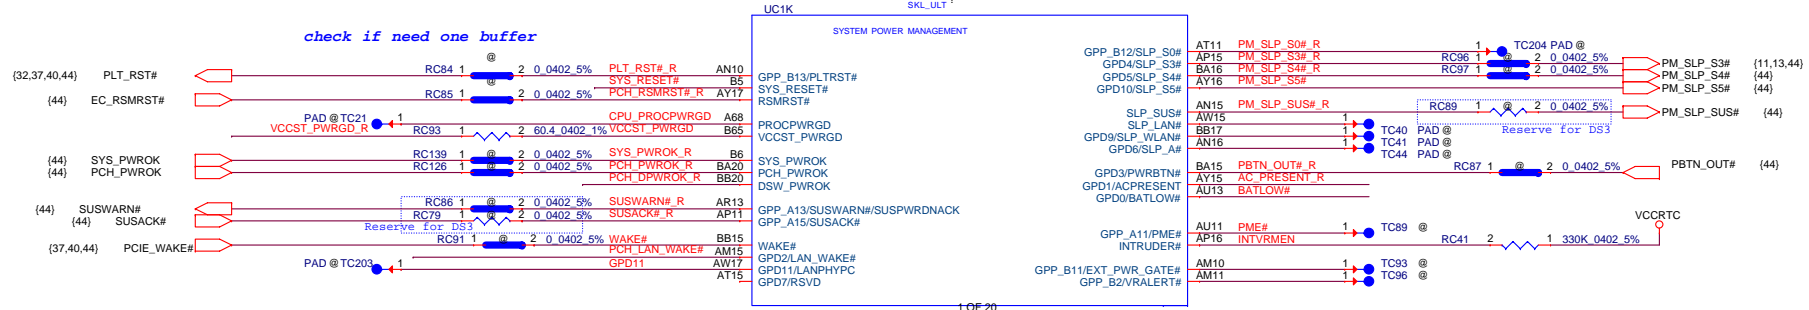 SKL_ULT
UC1K
SYSTEM POWER MANAGEMENT
check if need one buffer
{32,37,40,44} PLT_RST# RC84 1 @ 2 0_0402_5% PLT_RST#_R AN10 GPP_B13/PLTRST#
SYS_RESET# B5 SYS_RESET#
{44} EC_RSMRST# RC85 1 @ 2 0_0402_5% PCH_RSMRST#_R AY17 RSMRST#
PAD @ TC21 1 CPU_PROCPWRGD A68 PROCPWRGD
VCCST_PWRGD_R RC93 1 2 60.4_0402_1% VCCST_PWRGD B65 VCCST_PWRGD
{44} SYS_PWROK RC139 1 @ 2 0_0402_5% SYS_PWROK_R B6 SYS_PWROK
{44} PCH_PWROK RC126 1 @ 2 0_0402_5% PCH_PWROK_R BA20 PCH_PWROK
PCH_DPWROK_R BB20 DSW_PWROK
{44} SUSWARN# RC86 1 @ 2 0_0402_5% SUSWARN#_R AR13 GPP_A13/SUSWARN#/SUSPWRDNACK
{44} SUSACK# RC79 1 @ 2 0_0402_5% SUSACK#_R AP11 GPP_A15/SUSACK#
Reserve for DS3
{37,40,44} PCIE_WAKE# RC91 1 @ 2 0_0402_5% WAKE# BB15 WAKE#
PCH_LAN_WAKE# AM15 GPD2/LAN_WAKE#
PAD @ TC203 1 GPD11 AW17 GPD11/LANPHYPC
AT15 GPD7/RSVD
GPP_B12/SLP_S0# AT11 PM_SLP_S0#_R 1 TC204 PAD @
GPD4/SLP_S3# AP15 PM_SLP_S3#_R RC96 1 @ 2 0_0402_5% PM_SLP_S3# {11,13,44}
GPD5/SLP_S4# BA16 PM_SLP_S4#_R RC97 1 @ 2 0_0402_5% PM_SLP_S4# {44}
GPD10/SLP_S5# AY16 PM_SLP_S5# PM_SLP_S5# {44}
SLP_SUS# AN15 PM_SLP_SUS#_R RC89 1 @ 2 0_0402_5% PM_SLP_SUS# {44}
Reserve for DS3
SLP_LAN# AW15 1 TC40 PAD @
GPD9/SLP_WLAN# BB17 1 TC41 PAD @
GPD6/SLP_A# AN16 1 TC44 PAD @
GPD3/PWRBTN# BA15 PBTN_OUT#_R RC87 1 @ 2 0_0402_5% PBTN_OUT# {44}
GPD1/ACPRESENT AY15 AC_PRESENT_R
GPD0/BATLOW# AU13 BATLOW#
GPP_A11/PME# AU11 PME# 1 TC89 @
INTRUDER# AP16 INTVRMEN RC41 2 1 330K_0402_5% VCCRTC
GPP_B11/EXT_PWR_GATE# AM10 1 TC93 @
GPP_B2/VRALERT# AM11 1 TC96 @
1 OF 20